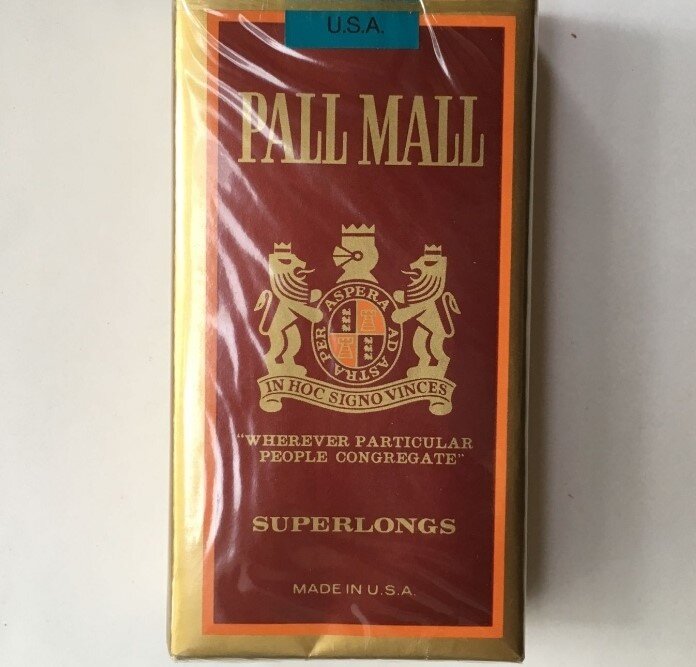 U.S.A.
PALL MALL
PER ASPERA AD ASTRA
IN HOC SIGNO VINCES
"WHEREVER PARTICULAR
PEOPLE CONGREGATE"
SUPERLONGS
MADE IN U.S.A.